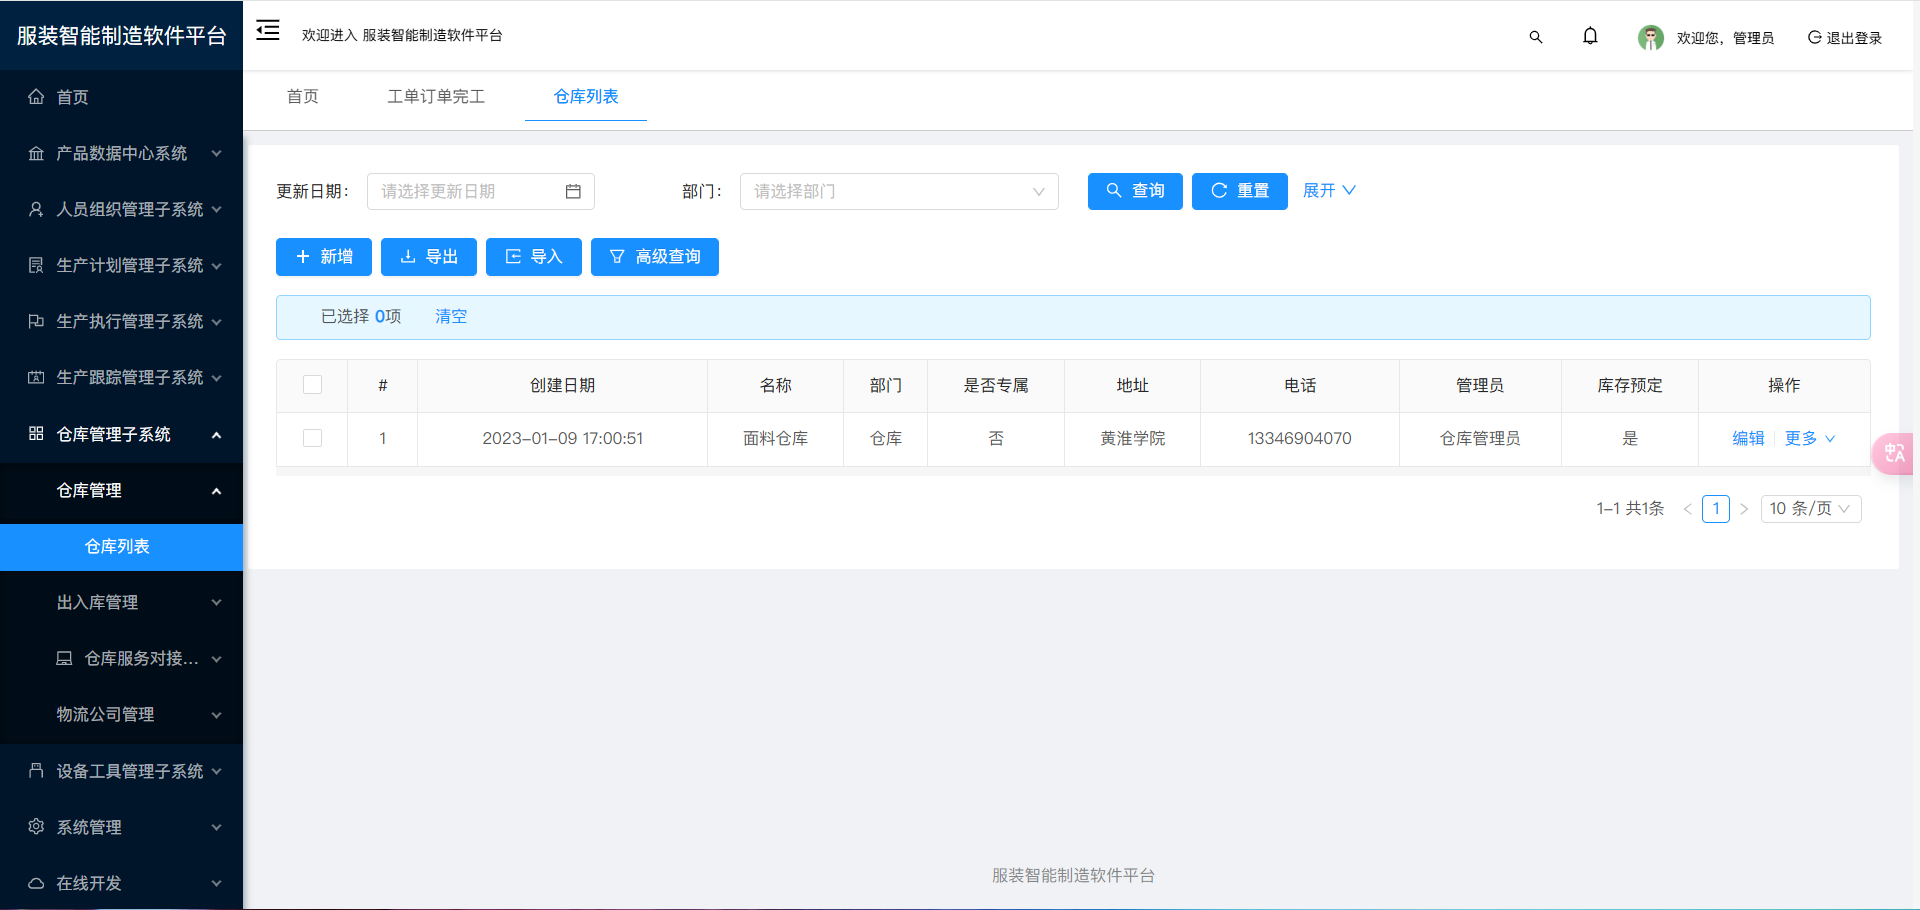 服装智能制造软件平台
欢迎进入 服装智能制造软件平台
欢迎您，管理员
退出登录
首页
产品数据中心系统
人员组织管理子系统
生产计划管理子系统
生产执行管理子系统
生产跟踪管理子系统
仓库管理子系统
仓库管理
仓库列表
出入库管理
仓库服务对接...
物流公司管理
设备工具管理子系统
系统管理
在线开发
首页 工单订单完工 仓库列表
更新日期： 请选择更新日期 部门： 请选择部门 查询 重置 展开
新增 导出 导入 高级查询
已选择 0项 清空
# 创建日期 名称 部门 是否专属 地址 电话 管理员 库存预定 操作
1 2023-01-09 17:00:51 面料仓库 仓库 否 黄淮学院 13346904070 仓库管理员 是 编辑 更多
1-1 共1条 < 1 > 10 条/页
中A
服装智能制造软件平台